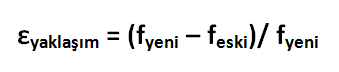 εyaklaşım = (fyeni – feski)/ fyeni